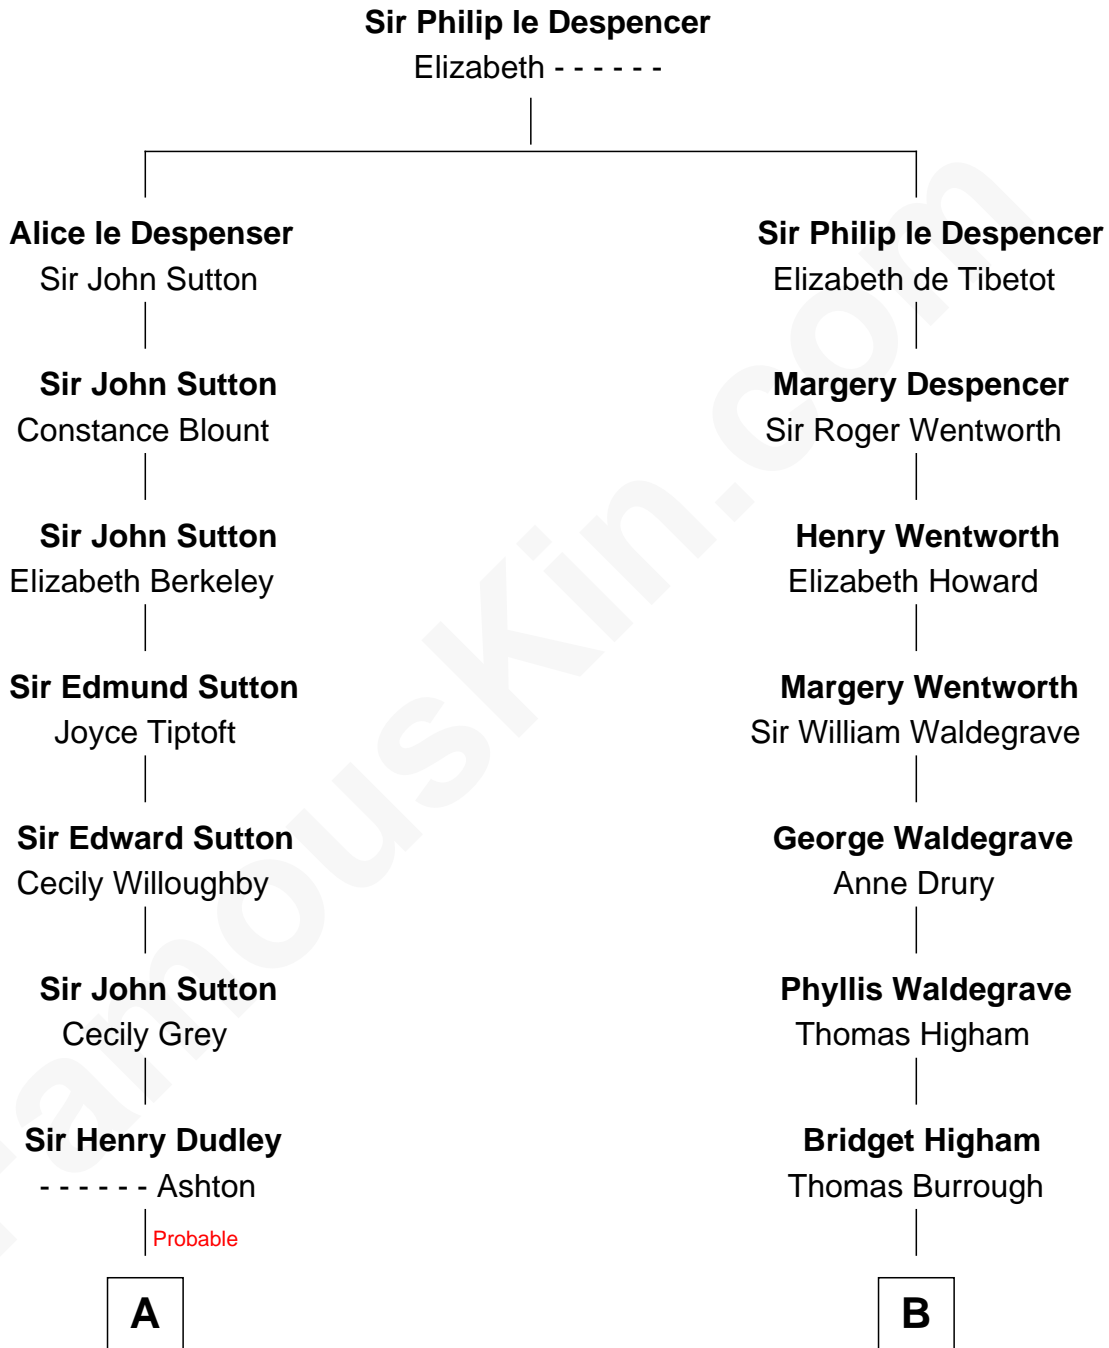 Sir Philip le Despencer
Elizabeth - - - - - -
Alice le Despenser
Sir John Sutton
Sir Philip le Despencer
Elizabeth de Tibetot
Sir John Sutton
Constance Blount
Margery Despencer
Sir Roger Wentworth
Sir John Sutton
Elizabeth Berkeley
Henry Wentworth
Elizabeth Howard
Sir Edmund Sutton
Joyce Tiptoft
Margery Wentworth
Sir William Waldegrave
Sir Edward Sutton
Cecily Willoughby
George Waldegrave
Anne Drury
Sir John Sutton
Cecily Grey
Phyllis Waldegrave
Thomas Higham
Sir Henry Dudley
- - - - - - Ashton
Bridget Higham
Thomas Burrough
Probable
A
B
FamousKin.com